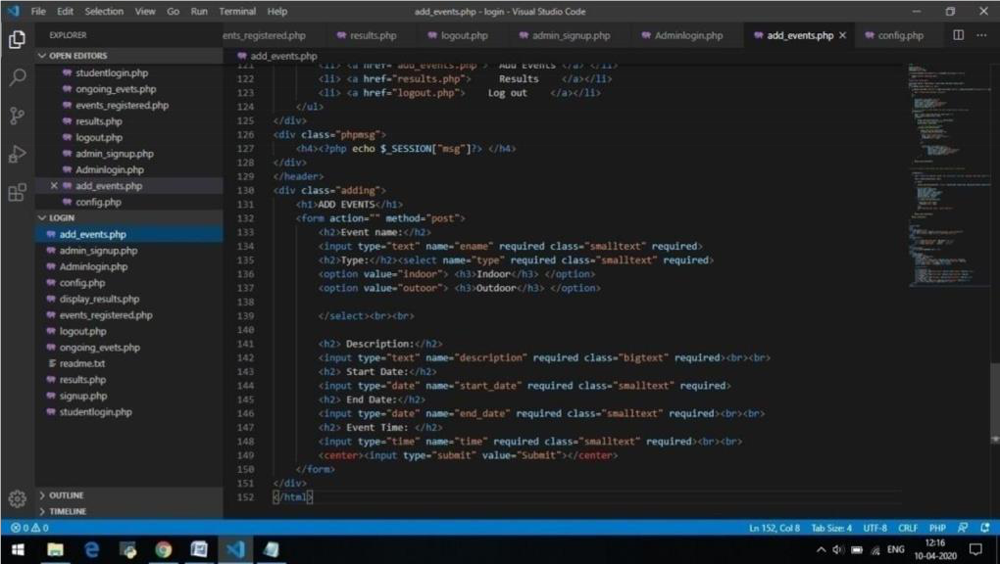 File Edit Selection View Go Run Terminal Help
add_events.php - login - Visual Studio Code
EXPLORER
ents_registered.php results.php logout.php admin_signup.php Adminlogin.php add_events.php × config.php
OPEN EDITORS
studentlogin.php
ongoing_evets.php
events_registered.php
results.php
logout.php
admin_signup.php
Adminlogin.php
× add_events.php
config.php
LOGIN
add_events.php
admin_signup.php
Adminlogin.php
config.php
display_results.php
events_registered.php
logout.php
ongoing_evets.php
readme.txt
results.php
signup.php
studentlogin.php
OUTLINE
TIMELINE
add_events.php
121 <li> <a href="add_events.php"> Add Events </a> </li>
122 <li> <a href="results.php"> Results </a></li>
123 <li> <a href="logout.php"> Log out </a></li>
124 </ul>
125 </div>
126 <div class="phpmsg">
127 <h4><?php echo $_SESSION["msg"]?> </h4>
128 </div>
129 </header>
130 <div class="adding">
131 <h1>ADD EVENTS</h1>
132 <form action="" method="post">
133 <h2>Event name:</h2>
134 <input type="text" name="ename" required class="smalltext" required>
135 <h2>Type:</h2><select name="type" required class="smalltext" required>
136 <option value="indoor"> <h3>Indoor</h3> </option>
137 <option value="outoor"> <h3>Outdoor</h3> </option>
138
139 </select><br><br>
140
141 <h2> Description:</h2>
142 <input type="text" name="description" required class="bigtext" required><br><br>
143 <h2> Start Date:</h2>
144 <input type="date" name="start_date" required class="smalltext" required>
145 <h2> End Date:</h2>
146 <input type="date" name="end_date" required class="smalltext" required><br><br>
147 <h2> Event Time: </h2>
148 <input type="time" name="time" required class="smalltext" required><br><br>
149 <center><input type="submit" value="Submit"></center>
150 </form>
151 </div>
152 </html>
0 0
Ln 152, Col 8 Tab Size: 4 UTF-8 CRLF PHP
ENG
12:16
10-04-2020